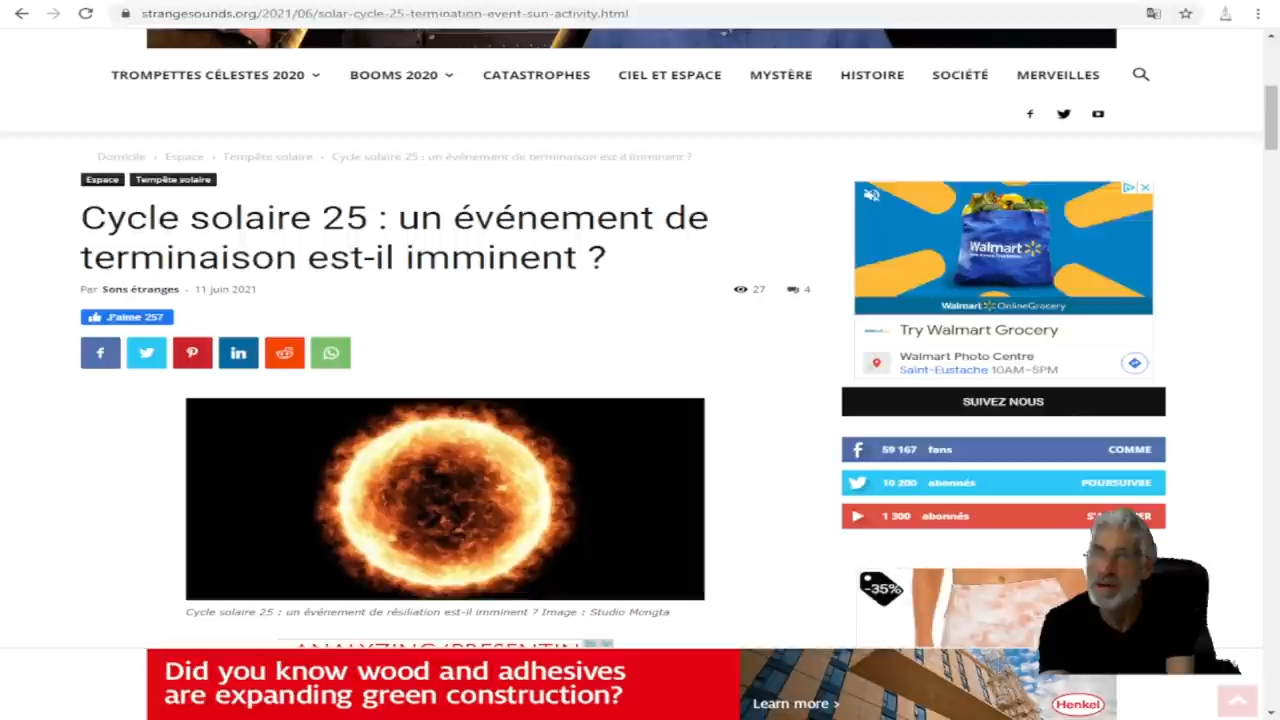 strangesounds.org/2021/06/solar-cycle-25-termination-event-sun-activity.html
TROMPETTES CÉLESTES 2020 BOOMS 2020 CATASTROPHES CIEL ET ESPACE MYSTÈRE HISTOIRE SOCIÉTÉ MERVEILLES
Domicile › Espace › Tempête solaire › Cycle solaire 25 : un événement de terminaison est-il imminent ?
Espace Tempête solaire
Cycle solaire 25 : un événement de
terminaison est-il imminent ?
Par Sons étranges - 11 juin 2021 27 4
J'aime 257
Cycle solaire 25 : un événement de résiliation est-il imminent ? Image : Studio Mongta
ANALYZING/PRESENTIN
Walmart
Walmart OnlineGrocery
Try Walmart Grocery
Walmart Photo Centre
Saint-Eustache 10AM–5PM
SUIVEZ NOUS
59 167 fans COMME
10 200 abonnés POURSUIVRE
1 300 abonnés
-35%
Did you know wood and adhesives
are expanding green construction?
Learn more >
Henkel